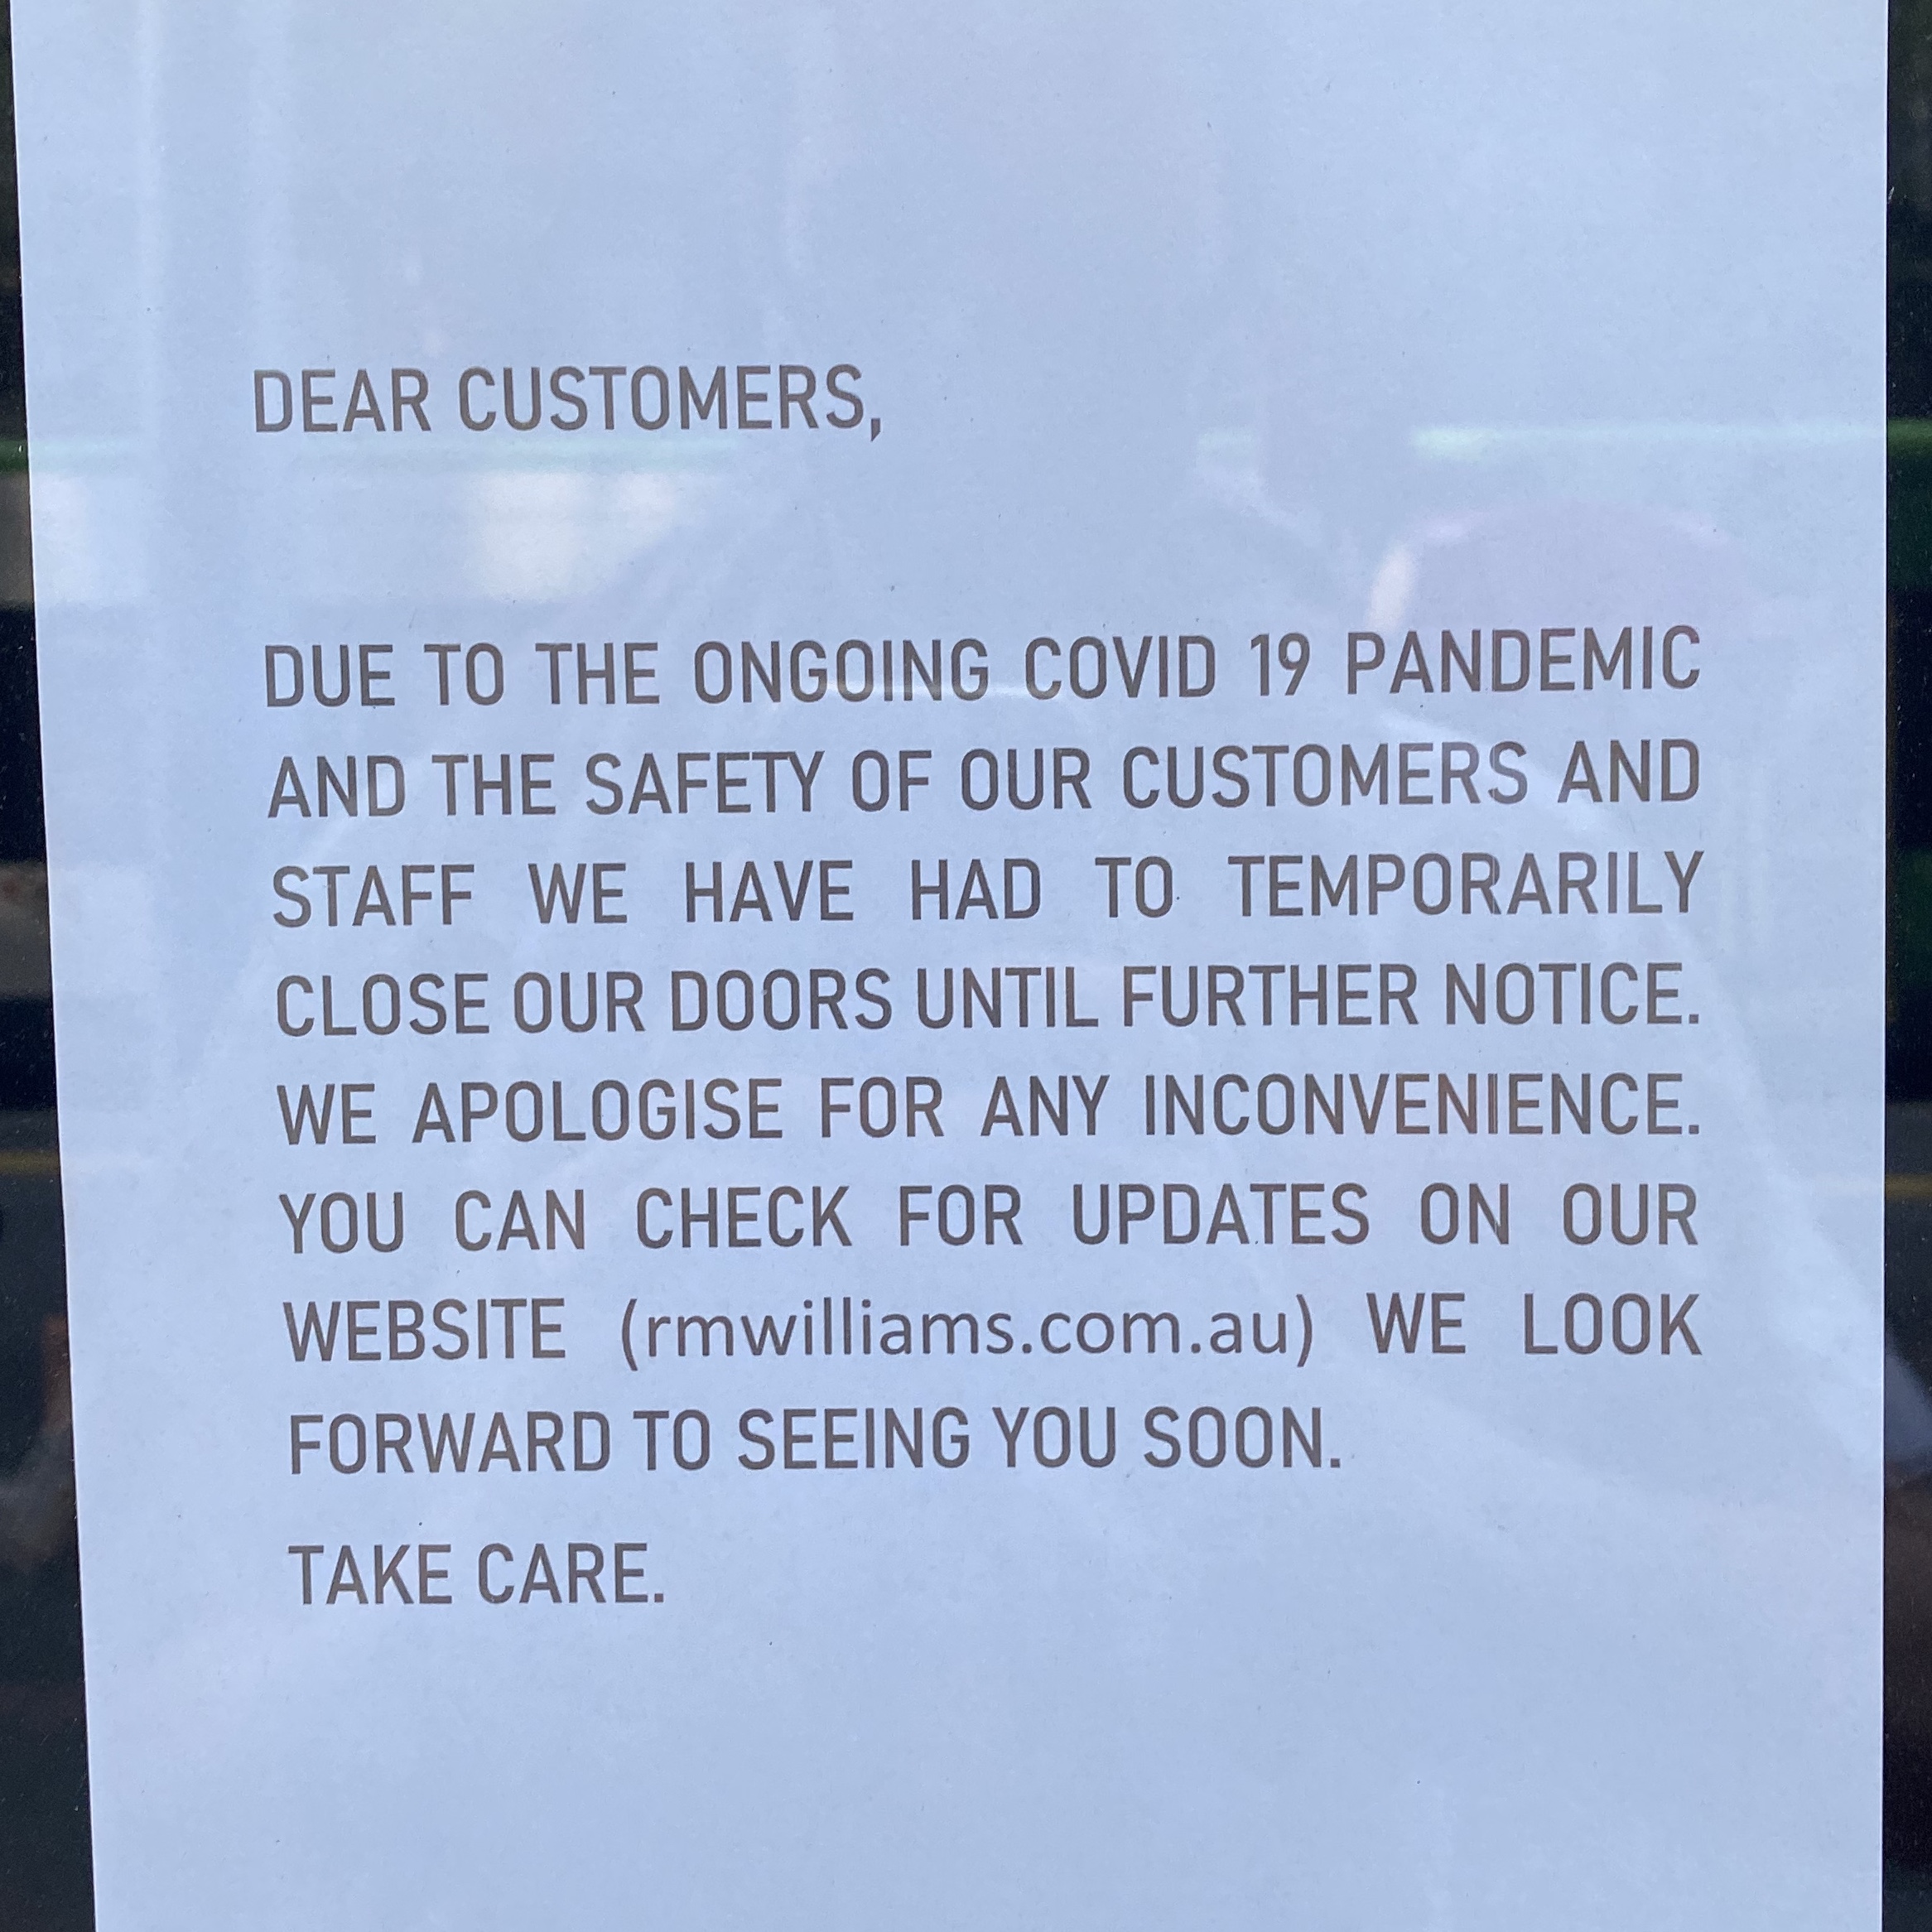 DEAR CUSTOMERS,
DUE TO THE ONGOING COVID 19 PANDEMIC
AND THE SAFETY OF OUR CUSTOMERS AND
STAFF WE HAVE HAD TO TEMPORARILY
CLOSE OUR DOORS UNTIL FURTHER NOTICE.
WE APOLOGISE FOR ANY INCONVENIENCE.
YOU CAN CHECK FOR UPDATES ON OUR
WEBSITE (rmwilliams.com.au) WE LOOK
FORWARD TO SEEING YOU SOON.
TAKE CARE.